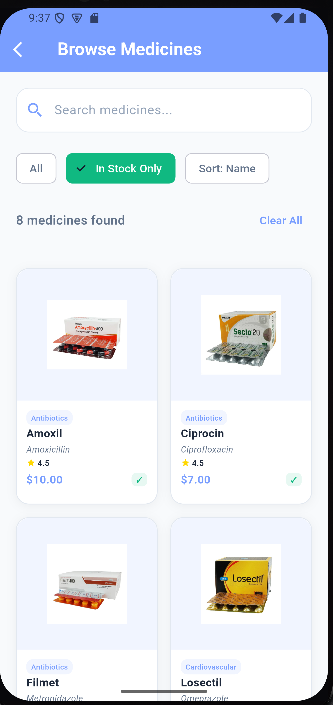 9:37
Browse Medicines
Search medicines...
All
In Stock Only
Sort: Name
8 medicines found
Clear All
Seclo 20
Losectil
Antibiotics
Amoxil
Amoxicillin
4.5
$10.00
Antibiotics
Ciprocin
Ciprofloxacin
4.5
$7.00
Antibiotics
Filmet
Metronidazole
Cardiovascular
Losectil
Omeprazole